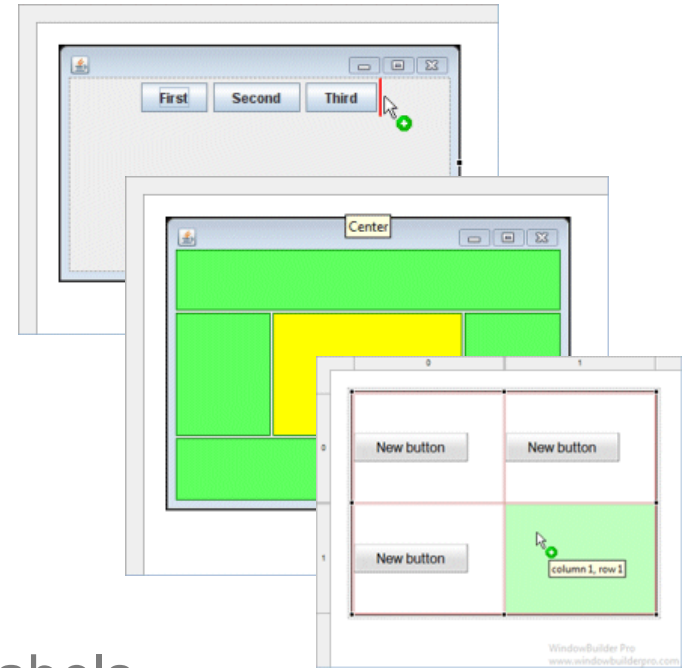 First Second Third
Center
0 1
0
New button New button
1
New button
column 1, row 1
WindowBuilder Pro
www.windowbuilderpro.com